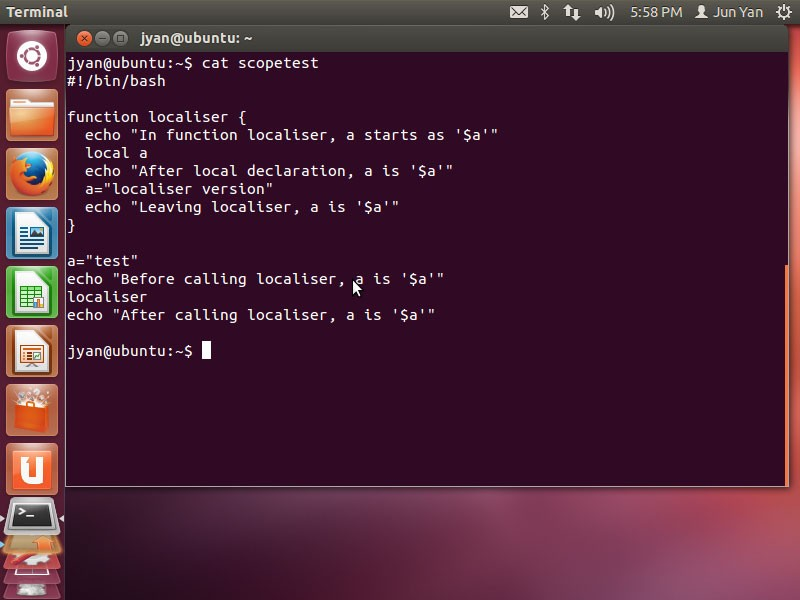 Terminal
5:58 PM
Jun Yan
jyan@ubuntu: ~
jyan@ubuntu:~$ cat scopetest
#!/bin/bash

function localiser {
  echo "In function localiser, a starts as '$a'"
  local a
  echo "After local declaration, a is '$a'"
  a="localiser version"
  echo "Leaving localiser, a is '$a'"
}

a="test"
echo "Before calling localiser, a is '$a'"
localiser
echo "After calling localiser, a is '$a'"

jyan@ubuntu:~$